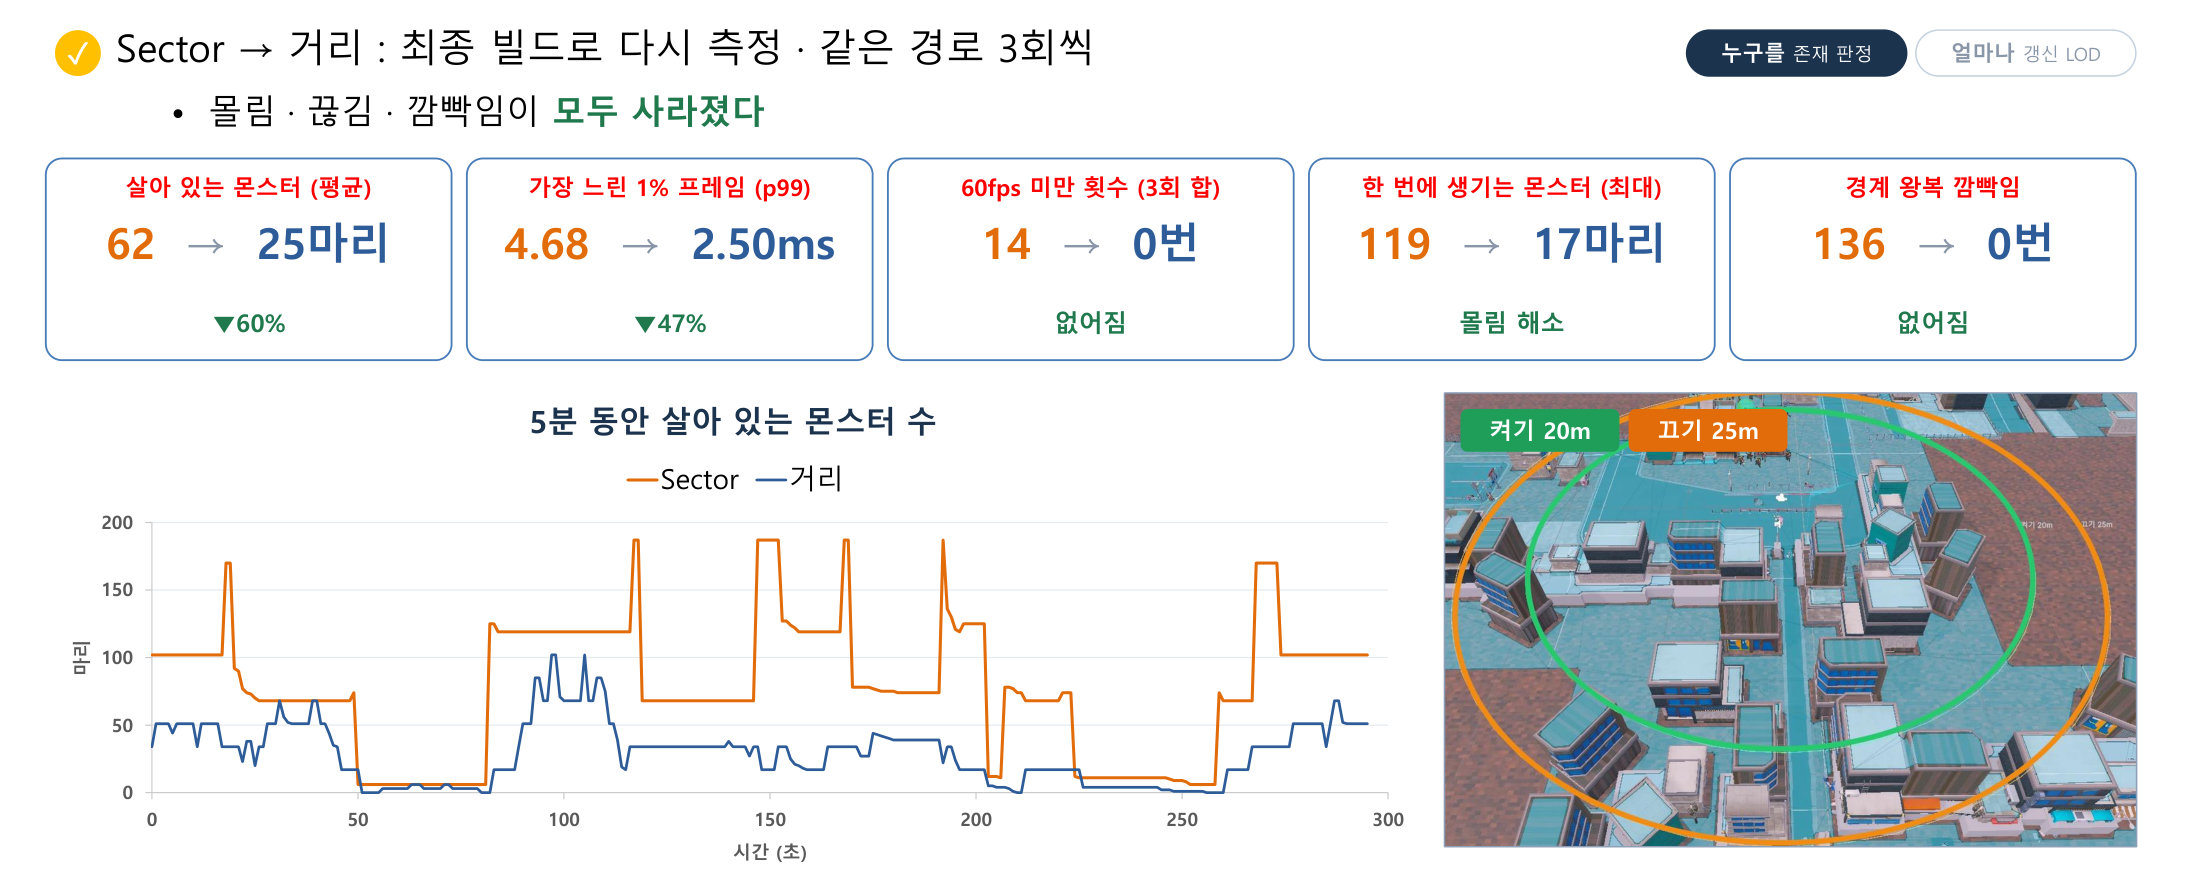 Sector → 거리 : 최종 빌드로 다시 측정 · 같은 경로 3회씩
누구를 존재 판정
얼마나 갱신 LOD
• 몰림 · 끊김 · 깜빡임이 모두 사라졌다
살아 있는 몬스터 (평균)
62 → 25마리
▼60%
가장 느린 1% 프레임 (p99)
4.68 → 2.50ms
▼47%
60fps 미만 횟수 (3회 합)
14 → 0번
없어짐
한 번에 생기는 몬스터 (최대)
119 → 17마리
몰림 해소
경계 왕복 깜빡임
136 → 0번
없어짐
5분 동안 살아 있는 몬스터 수
Sector 거리
200
150
100
50
0
마리
0 50 100 150 200 250 300
시간 (초)
켜기 20m
끄기 25m
켜기 20m
끄기 25m